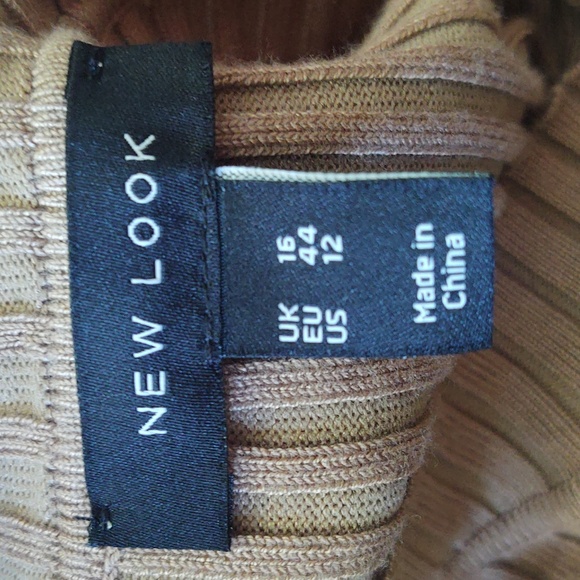 NEW LOOK
UK 16
EU 44
US 12
Made in
China